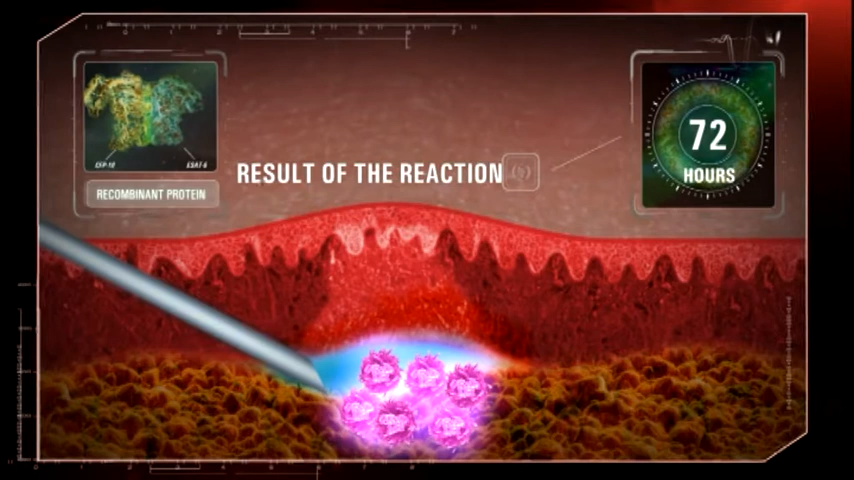 CFP-10
ESAT-6
RECOMBINANT PROTEIN
RESULT OF THE REACTION
72
HOURS